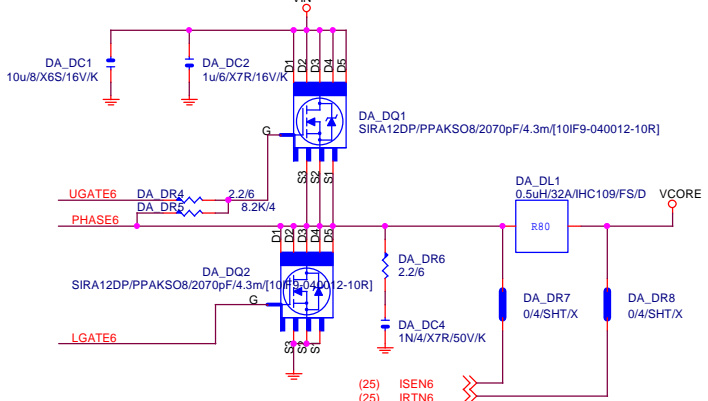 VIN
DA_DC1
10u/8/X6S/16V/K
DA_DC2
1u/6/X7R/16V/K
D1
D2
D3
D4
D5
DA_DQ1
SIRA12DP/PPAKSO8/2070pF/4.3m/[10IF9-040012-10R]
G
S3
S2
S1
UGATE6
DA_DR4
2.2/6
DA_DR5
8.2K/4
PHASE6
DA_DL1
0.5uH/32A/IHC109/FS/D
R80
VCORE
D1
D2
D3
D4
D5
DA_DQ2
SIRA12DP/PPAKSO8/2070pF/4.3m/[10IF9-040012-10R]
G
S3
S2
S1
LGATE6
DA_DR6
2.2/6
DA_DC4
1N/4/X7R/50V/K
DA_DR7
0/4/SHT/X
DA_DR8
0/4/SHT/X
(25) ISEN6
(25) IRTN6